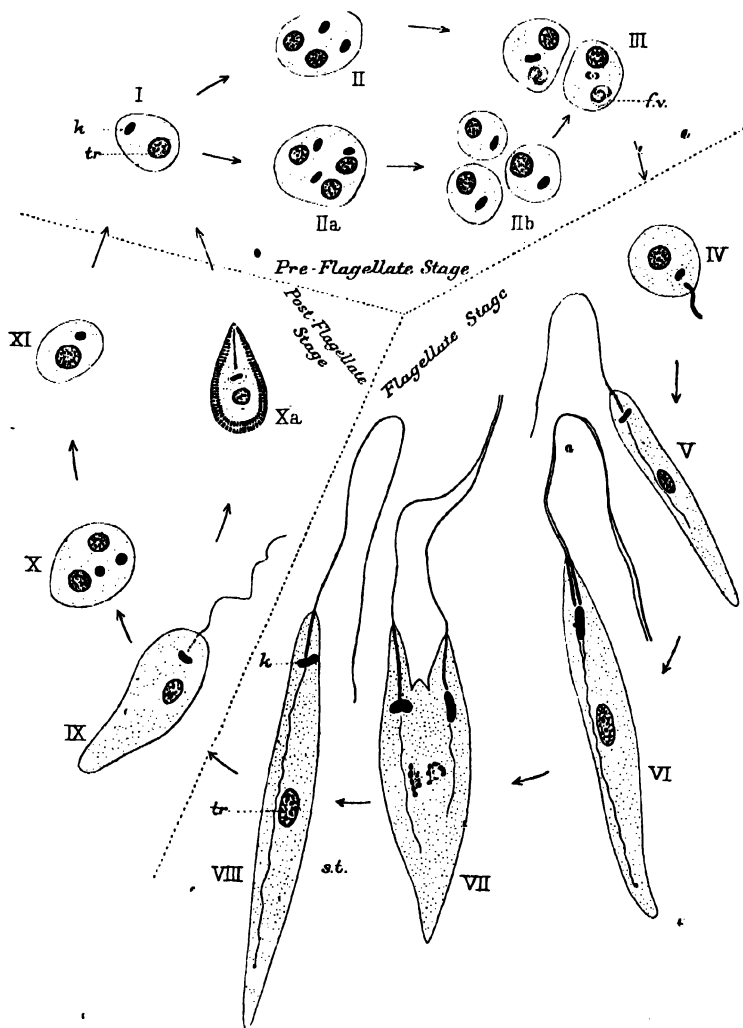 I
II
III
k
tr
f.v.
IIa
IIb
Pre-Flagellate Stage
IV
Post-Flagellate
Stage
Flagellate Stage
XI
Xa
V
X
k
IX
VI
tr
VIII
s.t.
VII
a